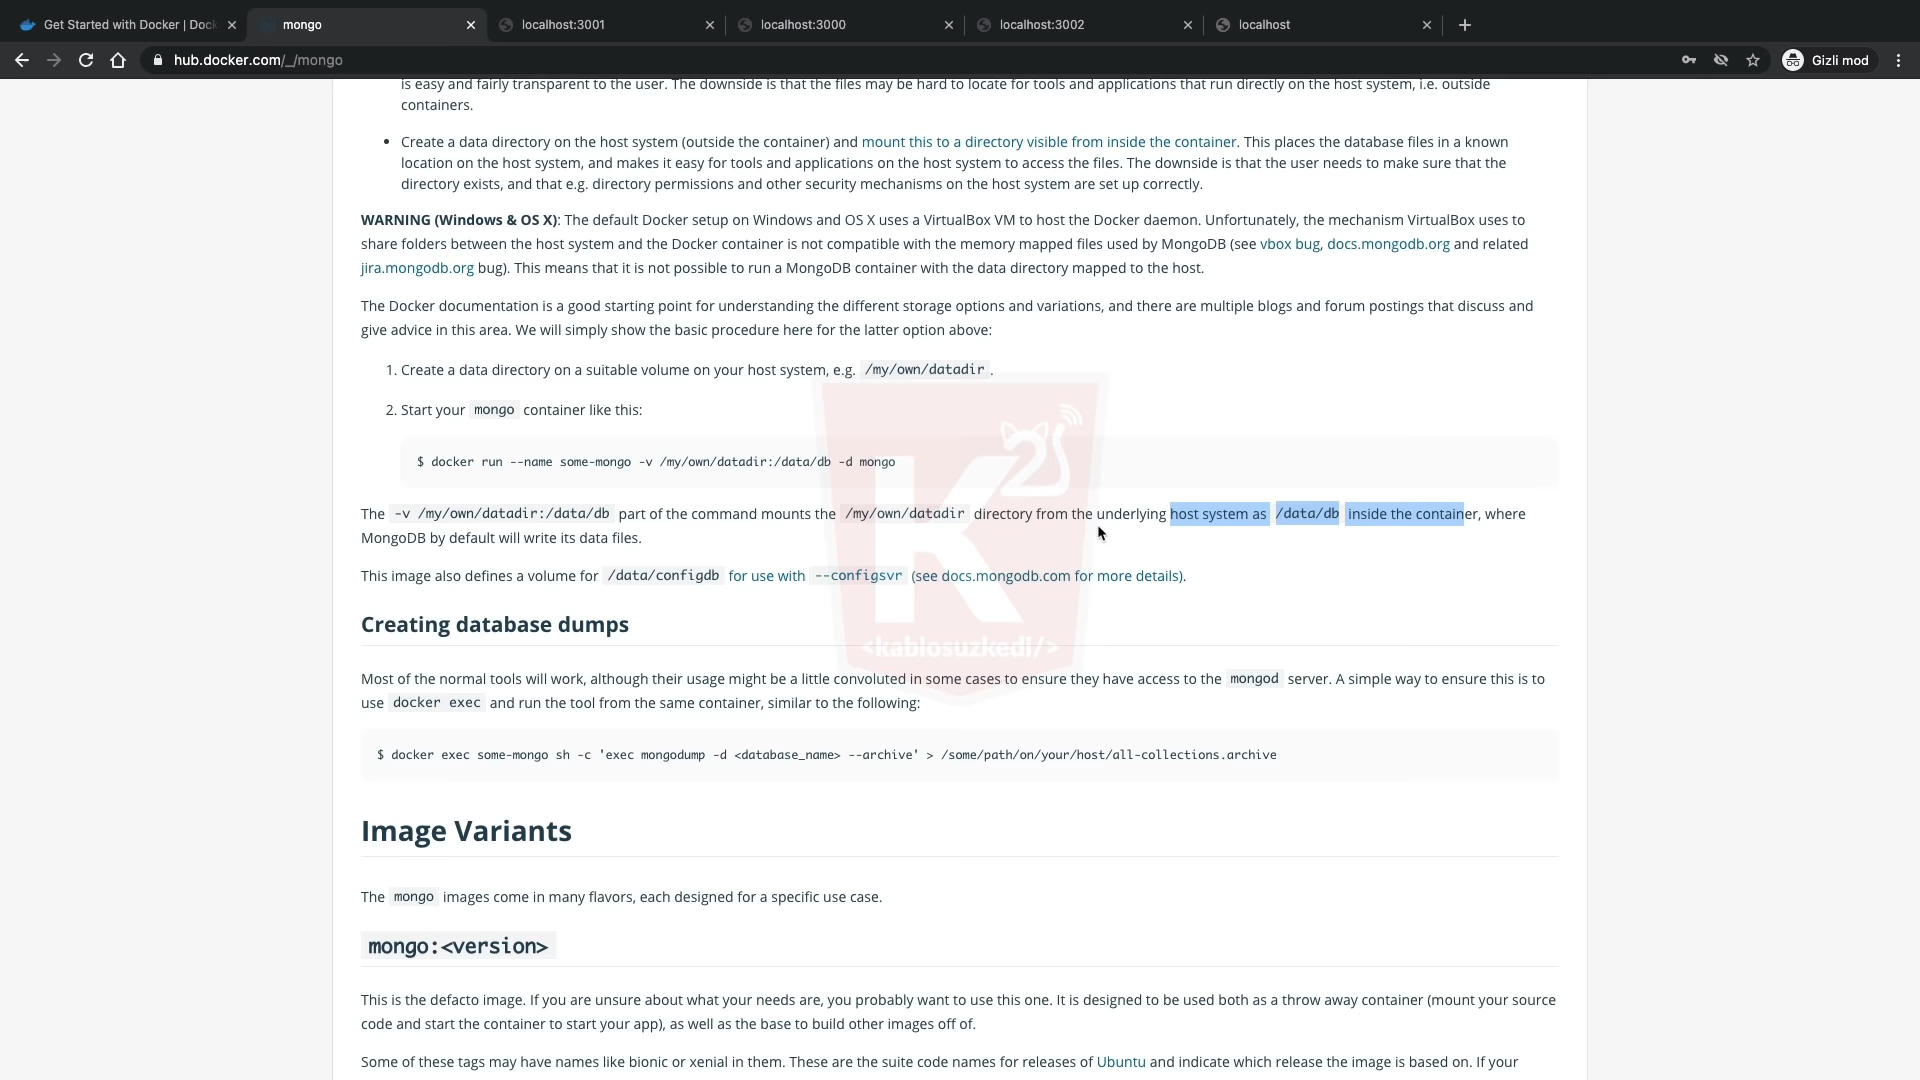 Get Started with Docker | Dock
mongo
localhost:3001
localhost:3000
localhost:3002
localhost
hub.docker.com/_/mongo
Gizli mod
is easy and fairly transparent to the user. The downside is that the files may be hard to locate for tools and applications that run directly on the host system, i.e. outside
containers.
• Create a data directory on the host system (outside the container) and mount this to a directory visible from inside the container. This places the database files in a known
location on the host system, and makes it easy for tools and applications on the host system to access the files. The downside is that the user needs to make sure that the
directory exists, and that e.g. directory permissions and other security mechanisms on the host system are set up correctly.
WARNING (Windows & OS X): The default Docker setup on Windows and OS X uses a VirtualBox VM to host the Docker daemon. Unfortunately, the mechanism VirtualBox uses to
share folders between the host system and the Docker container is not compatible with the memory mapped files used by MongoDB (see vbox bug, docs.mongodb.org and related
jira.mongodb.org bug). This means that it is not possible to run a MongoDB container with the data directory mapped to the host.
The Docker documentation is a good starting point for understanding the different storage options and variations, and there are multiple blogs and forum postings that discuss and
give advice in this area. We will simply show the basic procedure here for the latter option above:
1. Create a data directory on a suitable volume on your host system, e.g. /my/own/datadir .
2. Start your mongo container like this:
$ docker run --name some-mongo -v /my/own/datadir:/data/db -d mongo
The -v /my/own/datadir:/data/db part of the command mounts the /my/own/datadir directory from the underlying host system as /data/db inside the container, where
MongoDB by default will write its data files.
This image also defines a volume for /data/configdb for use with --configsvr (see docs.mongodb.com for more details).
Creating database dumps
K2
<kablosuzkedi/>
Most of the normal tools will work, although their usage might be a little convoluted in some cases to ensure they have access to the mongod server. A simple way to ensure this is to
use docker exec and run the tool from the same container, similar to the following:
$ docker exec some-mongo sh -c 'exec mongodump -d <database_name> --archive' > /some/path/on/your/host/all-collections.archive
Image Variants
The mongo images come in many flavors, each designed for a specific use case.
mongo:<version>
This is the defacto image. If you are unsure about what your needs are, you probably want to use this one. It is designed to be used both as a throw away container (mount your source
code and start the container to start your app), as well as the base to build other images off of.
Some of these tags may have names like bionic or xenial in them. These are the suite code names for releases of Ubuntu and indicate which release the image is based on. If your